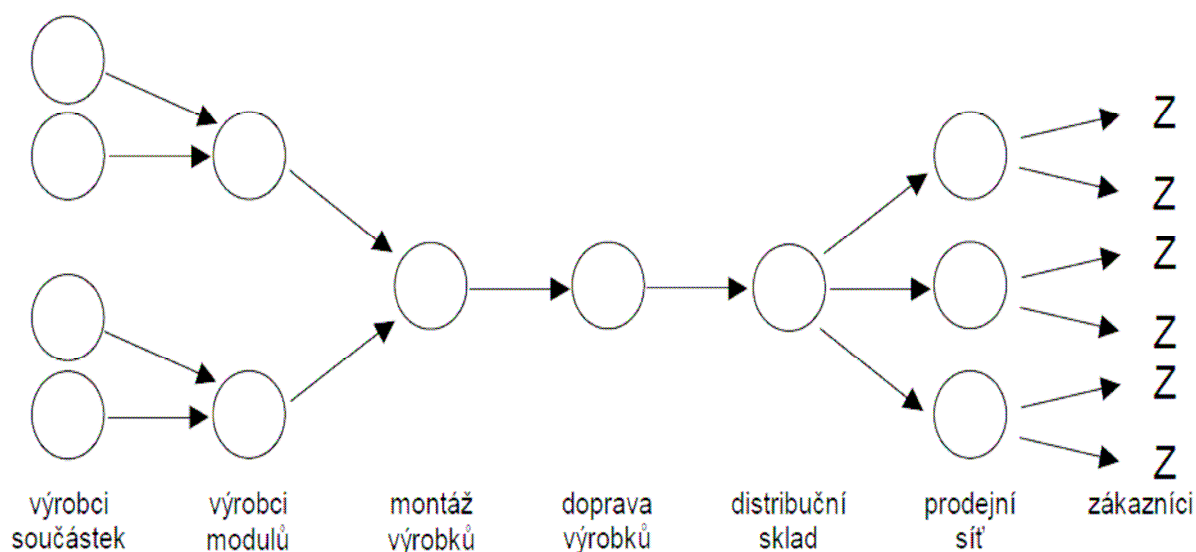 Z
Z
Z
Z
Z
Z
výrobci součástek
výrobci modulů
montáž výrobků
doprava výrobků
distribuční sklad
prodejní síť
zákazníci